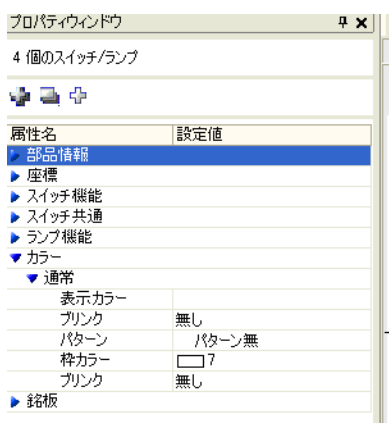 プロパティウィンドウ
4 個のスイッチ/ランプ
属性名 設定値
部品情報
座標
スイッチ機能
スイッチ共通
ランプ機能
カラー
通常
表示カラー
ブリンク 無し
パターン パターン無
枠カラー 7
ブリンク 無し
銘板